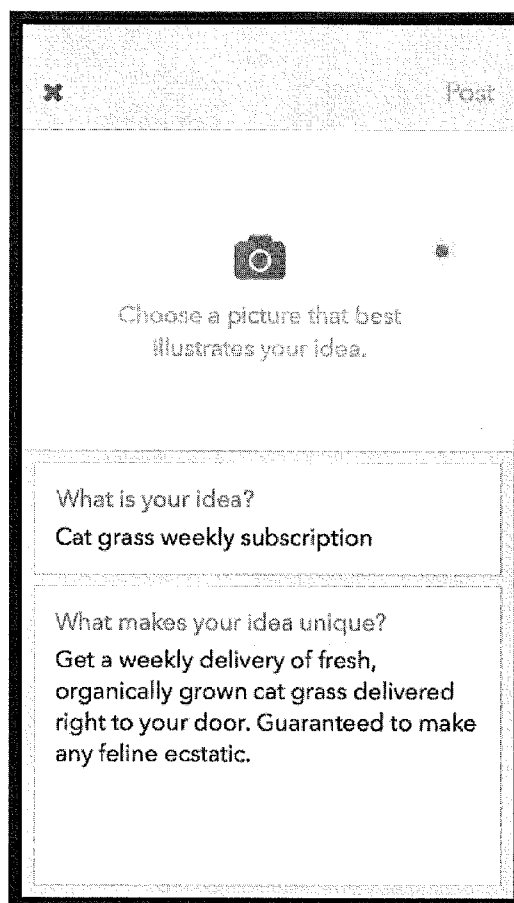 Post
Choose a picture that best
illustrates your idea.
What is your idea?
Cat grass weekly subscription
What makes your idea unique?
Get a weekly delivery of fresh,
organically grown cat grass delivered
right to your door. Guaranteed to make
any feline ecstatic.